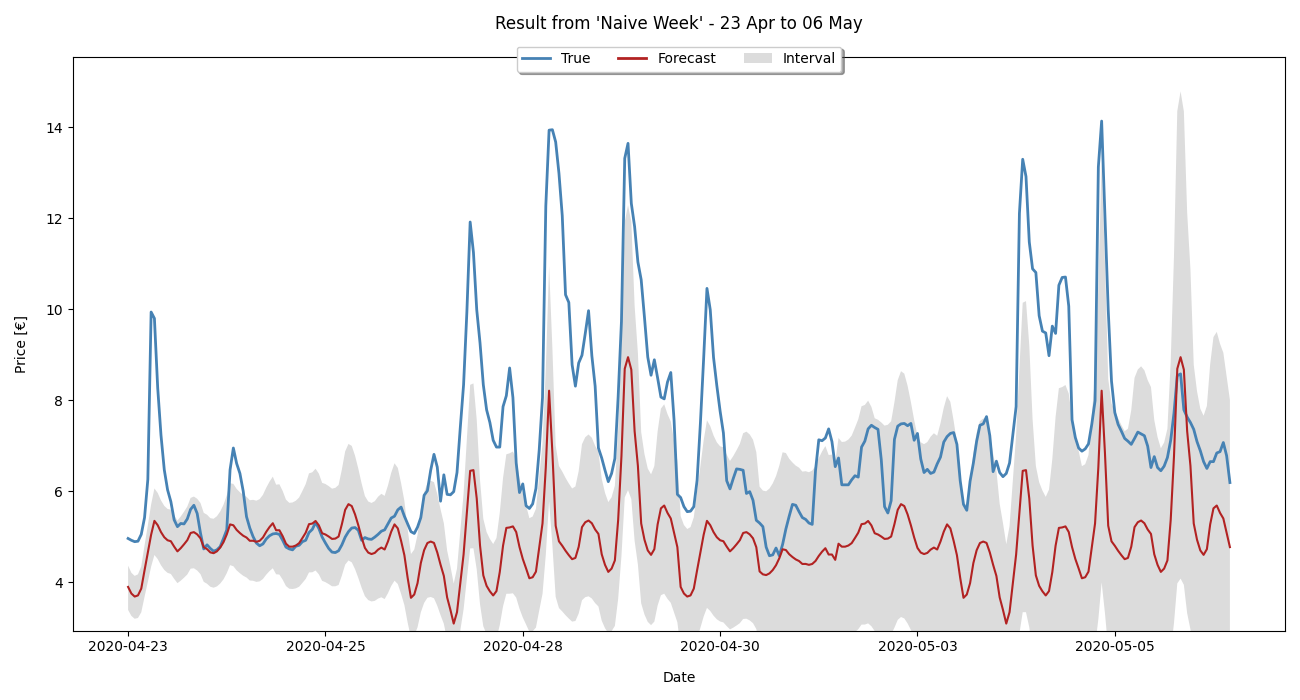 Result from 'Naive Week' - 23 Apr to 06 May
True Forecast Interval
Price [€]
14
12
10
8
6
4
2020-04-23 2020-04-25 2020-04-28 2020-04-30 2020-05-03 2020-05-05
Date